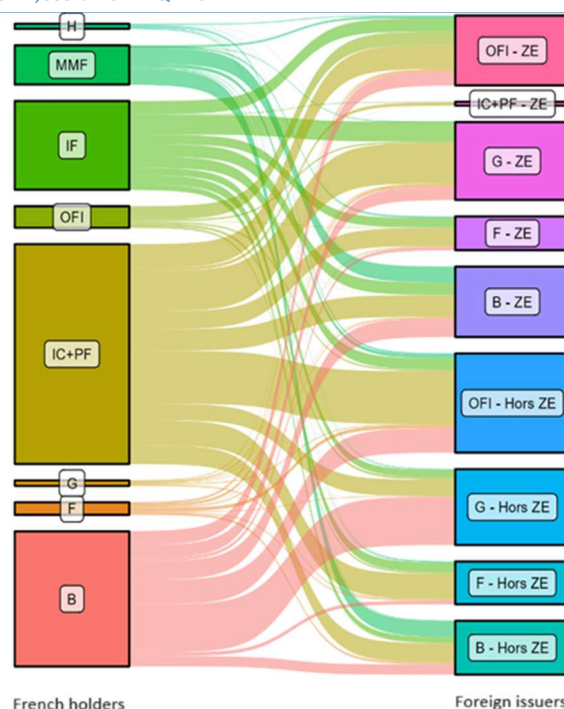 H
MMF
IF
OFI
IC+PF
G
F
B
OFI - ZE
IC+PF - ZE
G - ZE
F - ZE
B - ZE
OFI - Hors ZE
G - Hors ZE
F - Hors ZE
B - Hors ZE
French holders
Foreign issuers